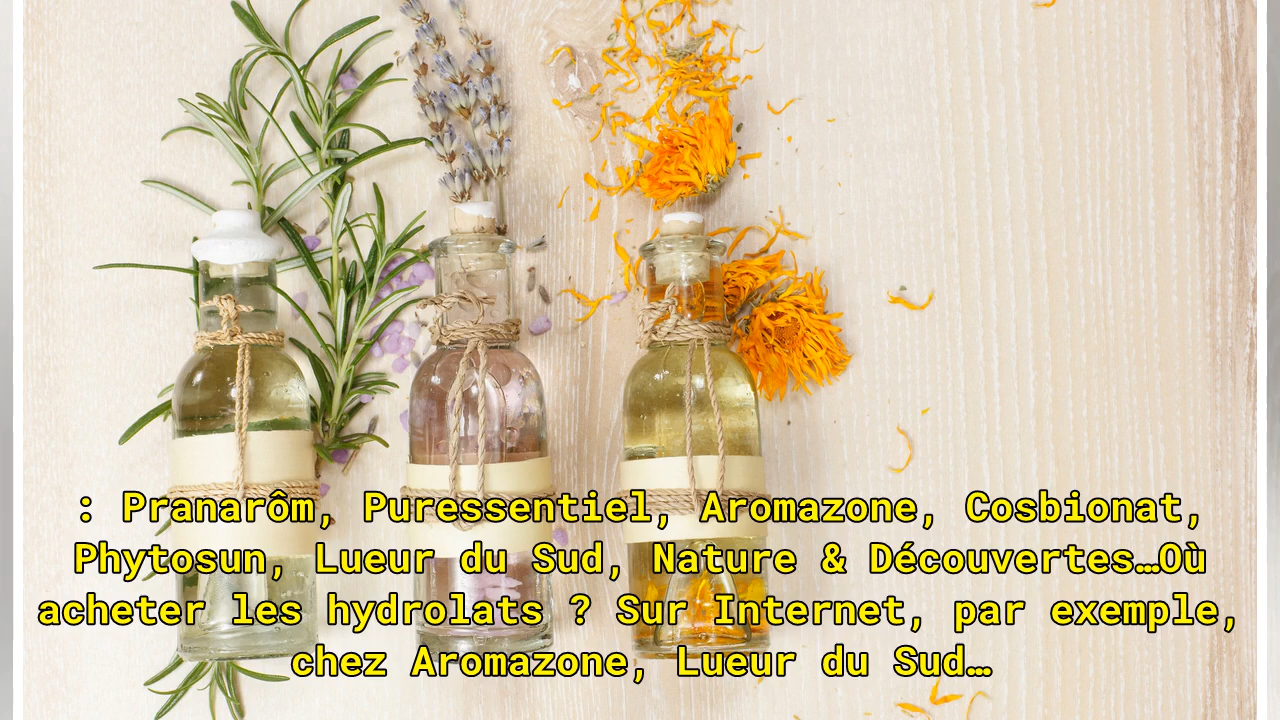 : Pranarôm, Puressentiel, Aromazone, Cosbionat,
Phytosun, Lueur du Sud, Nature & Découvertes…Où
acheter les hydrolats ? Sur Internet, par exemple,
chez Aromazone, Lueur du Sud…